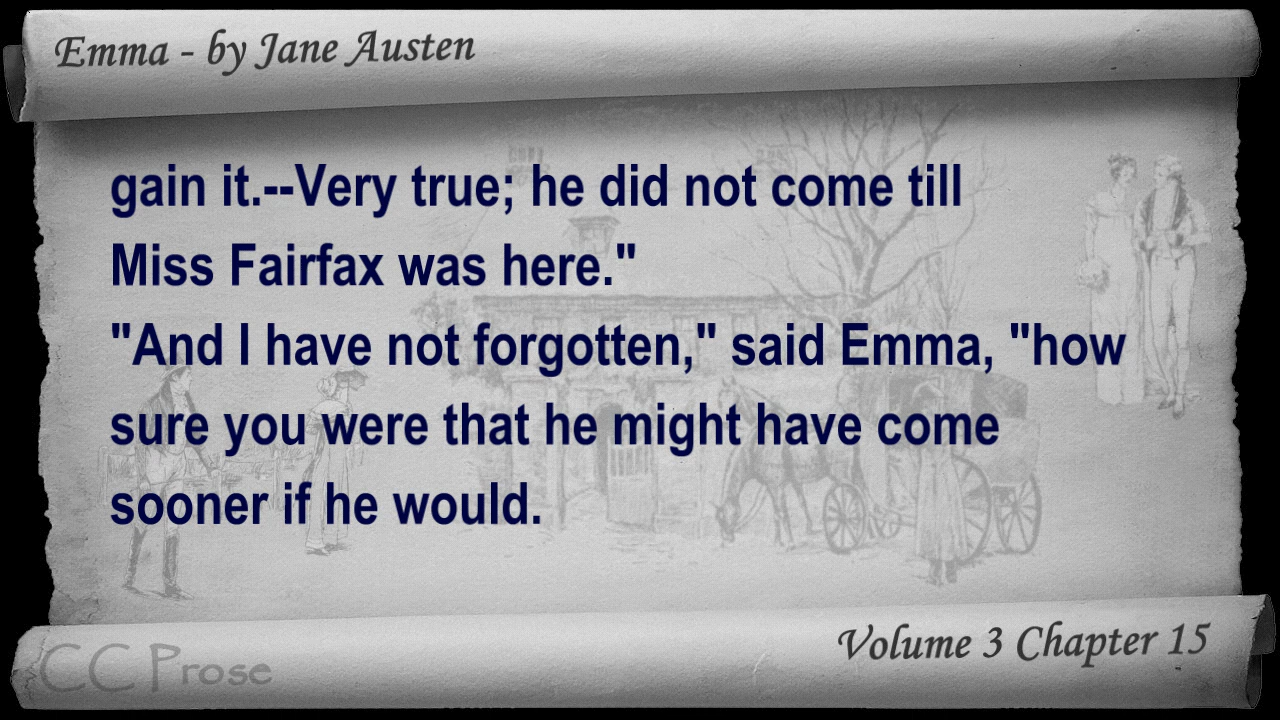 Emma - by Jane Austen
gain it.--Very true; he did not come till
Miss Fairfax was here."
"And I have not forgotten," said Emma, "how
sure you were that he might have come
sooner if he would.
Volume 3 Chapter 15
CC Prose